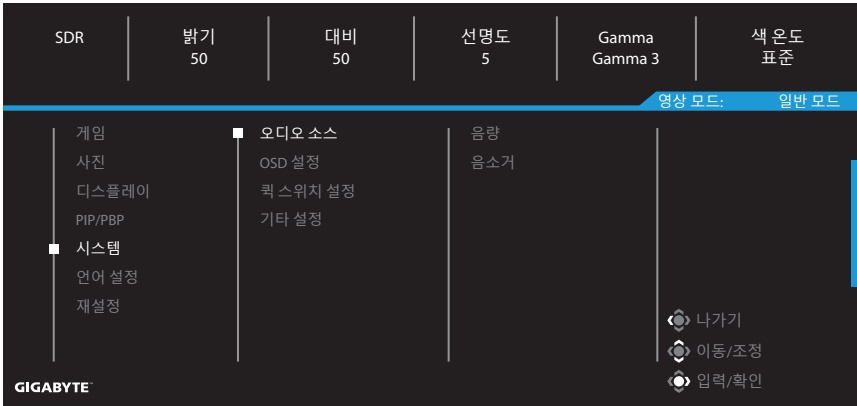 SDR
밝기
50
대비
50
선명도
5
Gamma
Gamma 3
색 온도
표준
영상 모드: 일반 모드
게임
사진
디스플레이
PIP/PBP
시스템
언어 설정
재설정
오디오 소스
OSD 설정
퀵 스위치 설정
기타 설정
음량
음소거
나가기
이동/조정
입력/확인
GIGABYTE™